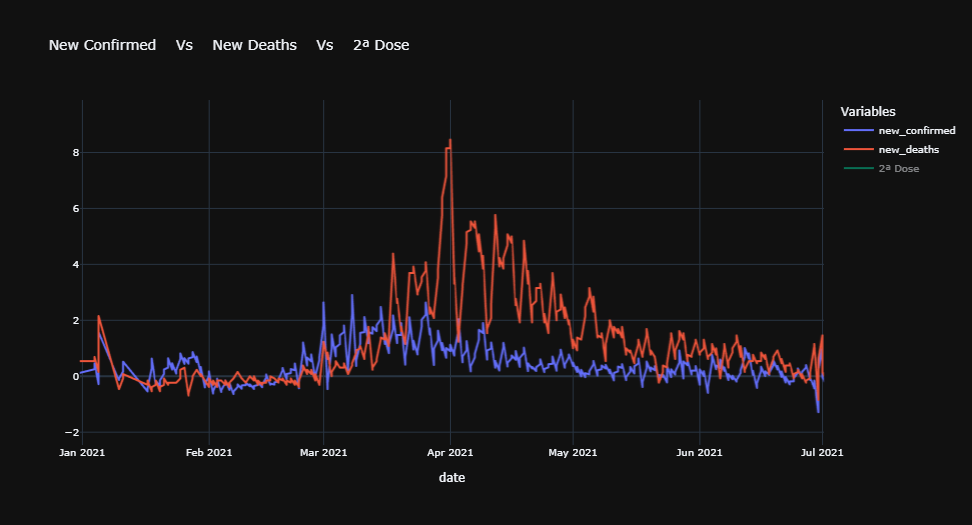 New Confirmed Vs New Deaths Vs 2ª Dose
Variables
new_confirmed
new_deaths
2ª Dose
8
6
4
2
0
−2
Jan 2021 Feb 2021 Mar 2021 Apr 2021 May 2021 Jun 2021 Jul 2021
date